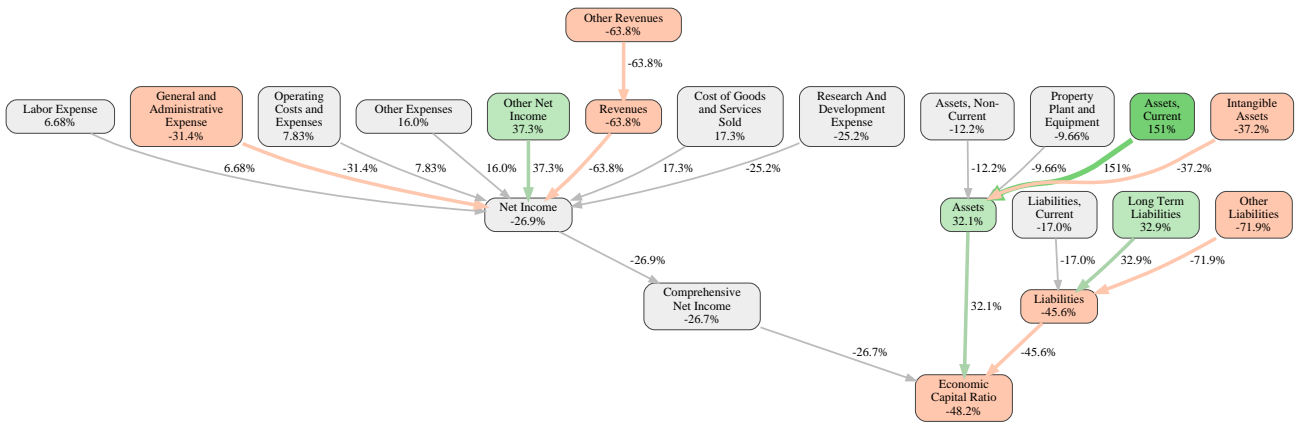 Other Revenues
-63.8%
-63.8%
Labor Expense
6.68%
General and
Administrative
Expense
-31.4%
Operating
Costs and
Expenses
7.83%
Other Expenses
16.0%
Other Net
Income
37.3%
Revenues
-63.8%
Cost of Goods
and Services
Sold
17.3%
Research And
Development
Expense
-25.2%
Assets, Non-
Current
-12.2%
Property
Plant and
Equipment
-9.66%
Assets,
Current
151%
Intangible
Assets
-37.2%
6.68%
-31.4%
7.83%
16.0%
37.3%
-63.8%
17.3%
-25.2%
-12.2%
-9.66%
151%
-37.2%
Net Income
-26.9%
Assets
32.1%
Liabilities,
Current
-17.0%
Long Term
Liabilities
32.9%
Other
Liabilities
-71.9%
-26.9%
-17.0%
32.9%
-71.9%
Comprehensive
Net Income
-26.7%
32.1%
Liabilities
-45.6%
-26.7%
-45.6%
Economic
Capital Ratio
-48.2%